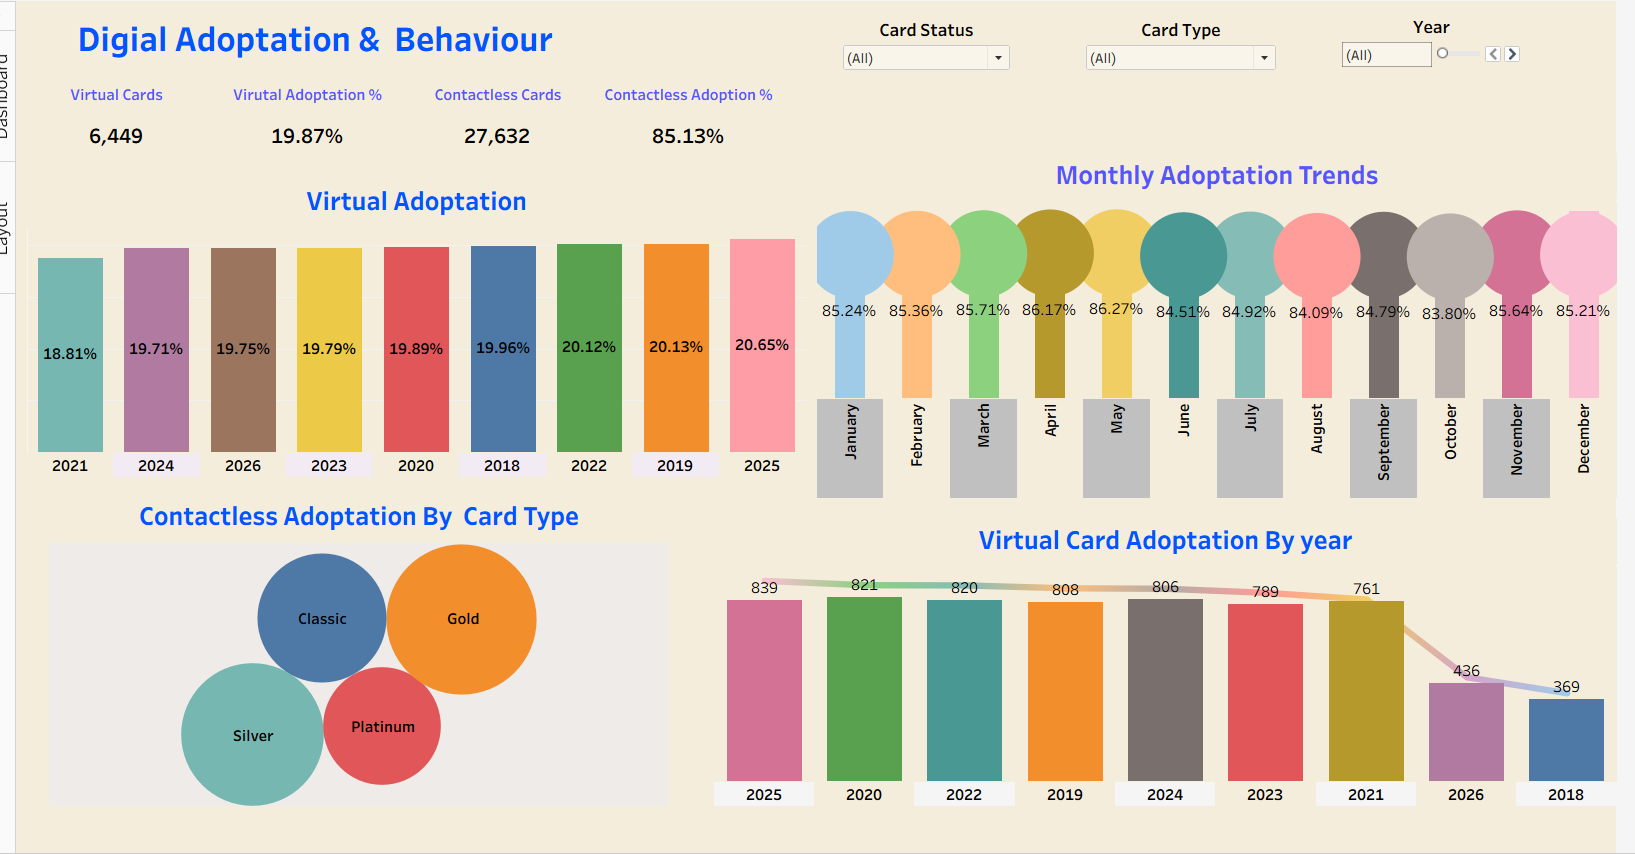 Dashboard
Layout
Digial Adoptation & Behaviour
Card Status
(All)
Card Type
(All)
Year
(All)
Virtual Cards
6,449
Virutal Adoptation %
19.87%
Contactless Cards
27,632
Contactless Adoption %
85.13%
Virtual Adoptation
18.81% 19.71% 19.75% 19.79% 19.89% 19.96% 20.12% 20.13% 20.65%
2021 2024 2026 2023 2020 2018 2022 2019 2025
Monthly Adoptation Trends
85.24% 85.36% 85.71% 86.17% 86.27% 84.51% 84.92% 84.09% 84.79% 83.80% 85.64% 85.21%
January February March April May June July August September October November December
Contactless Adoptation By Card Type
Classic
Gold
Silver
Platinum
Virtual Card Adoptation By year
839 821 820 808 806 789 761 436 369
2025 2020 2022 2019 2024 2023 2021 2026 2018